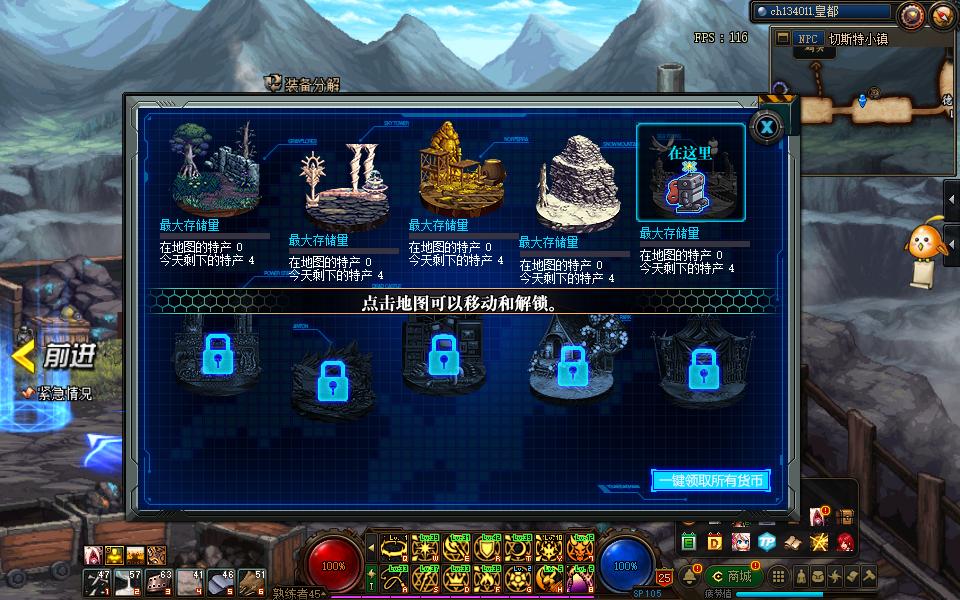 ch134011.皇都
FPS : 116
NPC 切斯特小镇
装备分解
SKY TOWER
在这里
最大存储量
在地图的特产 0
今天剩下的特产 4
最大存储量
在地图的特产 0
今天剩下的特产 4
最大存储量
在地图的特产 0
今天剩下的特产 4
最大存储量
在地图的特产 0
今天剩下的特产 4
最大存储量
在地图的特产 0
今天剩下的特产 4
点击地图可以移动和解锁。
前进
紧急情况
一键领取所有货币
100%
100%
熟练者45
SP 105
25
商城
疲劳值